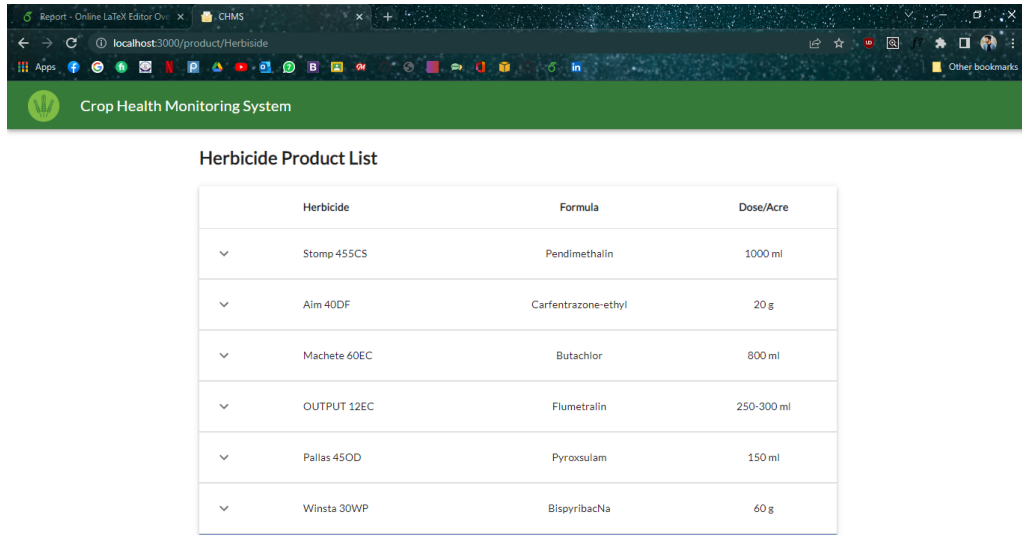 Report - Online LaTeX Editor Ove
CHMS
localhost:3000/product/Herbiside
Apps
Other bookmarks
Crop Health Monitoring System
Herbicide Product List
Herbicide Formula Dose/Acre
Stomp 455CS Pendimethalin 1000 ml
Aim 40DF Carfentrazone-ethyl 20 g
Machete 60EC Butachlor 800 ml
OUTPUT 12EC Flumetralin 250-300 ml
Pallas 45OD Pyroxsulam 150 ml
Winsta 30WP BispyribacNa 60 g